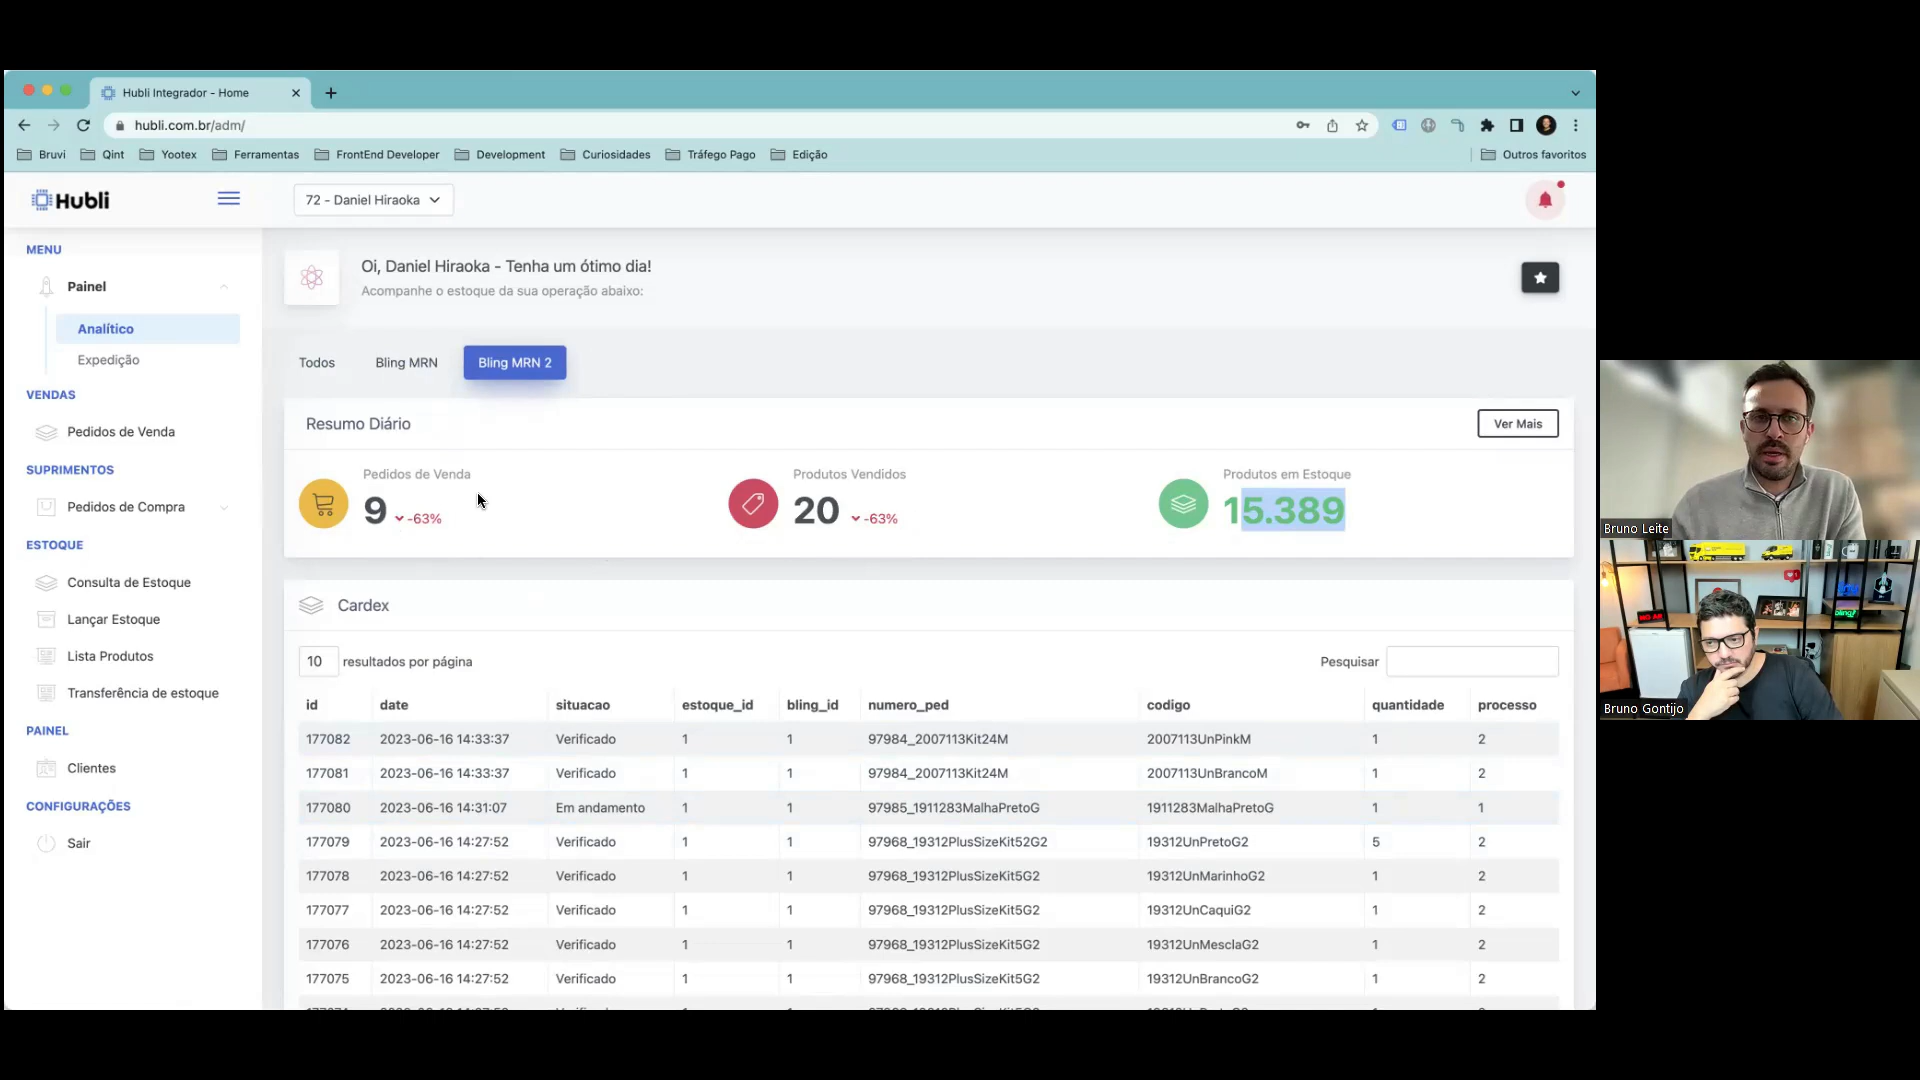 Hubli Integrador - Home
hubli.com.br/adm/
Bruvi Qint Yootex Ferramentas FrontEnd Developer Development Curiosidades Tráfego Pago Edição Outros favoritos
Hubli
72 - Daniel Hiraoka
MENU
Painel
Analítico
Expedição
VENDAS
Pedidos de Venda
SUPRIMENTOS
Pedidos de Compra
ESTOQUE
Consulta de Estoque
Lançar Estoque
Lista Produtos
Transferência de estoque
PAINEL
Clientes
CONFIGURAÇÕES
Sair
Oi, Daniel Hiraoka - Tenha um ótimo dia!
Acompanhe o estoque da sua operação abaixo:
Todos Bling MRN Bling MRN 2
Resumo Diário Ver Mais
Pedidos de Venda
9 -63%
Produtos Vendidos
20 -63%
Produtos em Estoque
15.389
Cardex
10 resultados por página Pesquisar
id date situacao estoque_id bling_id numero_ped codigo quantidade processo
177082 2023-06-16 14:33:37 Verificado 1 1 97984_2007113Kit24M 2007113UnPinkM 1 2
177081 2023-06-16 14:33:37 Verificado 1 1 97984_2007113Kit24M 2007113UnBrancoM 1 2
177080 2023-06-16 14:31:07 Em andamento 1 1 97985_1911283MalhaPretoG 1911283MalhaPretoG 1 1
177079 2023-06-16 14:27:52 Verificado 1 1 97968_19312PlusSizeKit52G2 19312UnPretoG2 5 2
177078 2023-06-16 14:27:52 Verificado 1 1 97968_19312PlusSizeKit5G2 19312UnMarinhoG2 1 2
177077 2023-06-16 14:27:52 Verificado 1 1 97968_19312PlusSizeKit5G2 19312UnCaquiG2 1 2
177076 2023-06-16 14:27:52 Verificado 1 1 97968_19312PlusSizeKit5G2 19312UnMesclaG2 1 2
177075 2023-06-16 14:27:52 Verificado 1 1 97968_19312PlusSizeKit5G2 19312UnBrancoG2 1 2
Bruno Leite
Bruno Gontijo